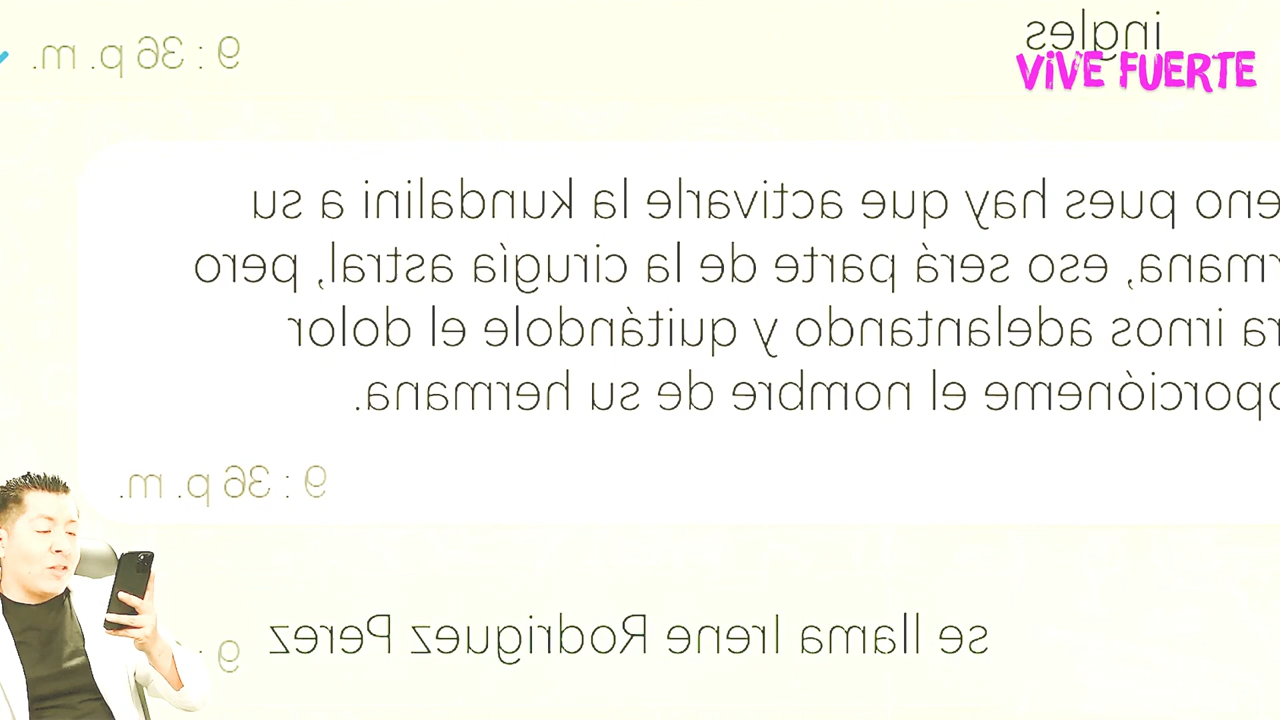 ingles
VIVE FUERTE
9:36 p. m.
eno pues hay que activarle la kundalini a su
rmana, eso será parte de la cirugía astral, pero
ra irnos adelantando y quitándole el dolor
oporcióneme el nombre de su hermana.
9:36 p. m.
se llama Irene Rodriguez Perez
9: